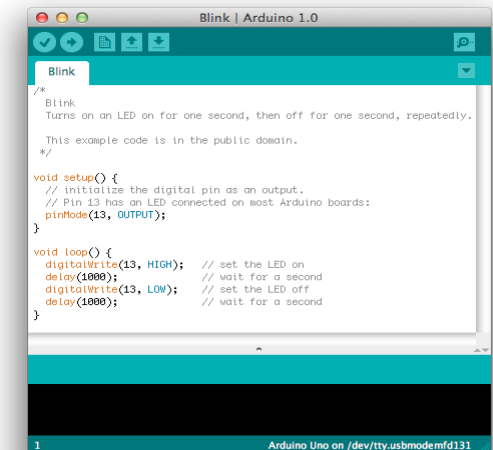 Blink | Arduino 1.0
Blink
/*
  Blink
  Turns on an LED on for one second, then off for one second, repeatedly.

  This example code is in the public domain.
 */

void setup() {
  // initialize the digital pin as an output.
  // Pin 13 has an LED connected on most Arduino boards:
  pinMode(13, OUTPUT);
}

void loop() {
  digitalWrite(13, HIGH);   // set the LED on
  delay(1000);              // wait for a second
  digitalWrite(13, LOW);    // set the LED off
  delay(1000);              // wait for a second
}
1 Arduino Uno on /dev/tty.usbmodemfd131